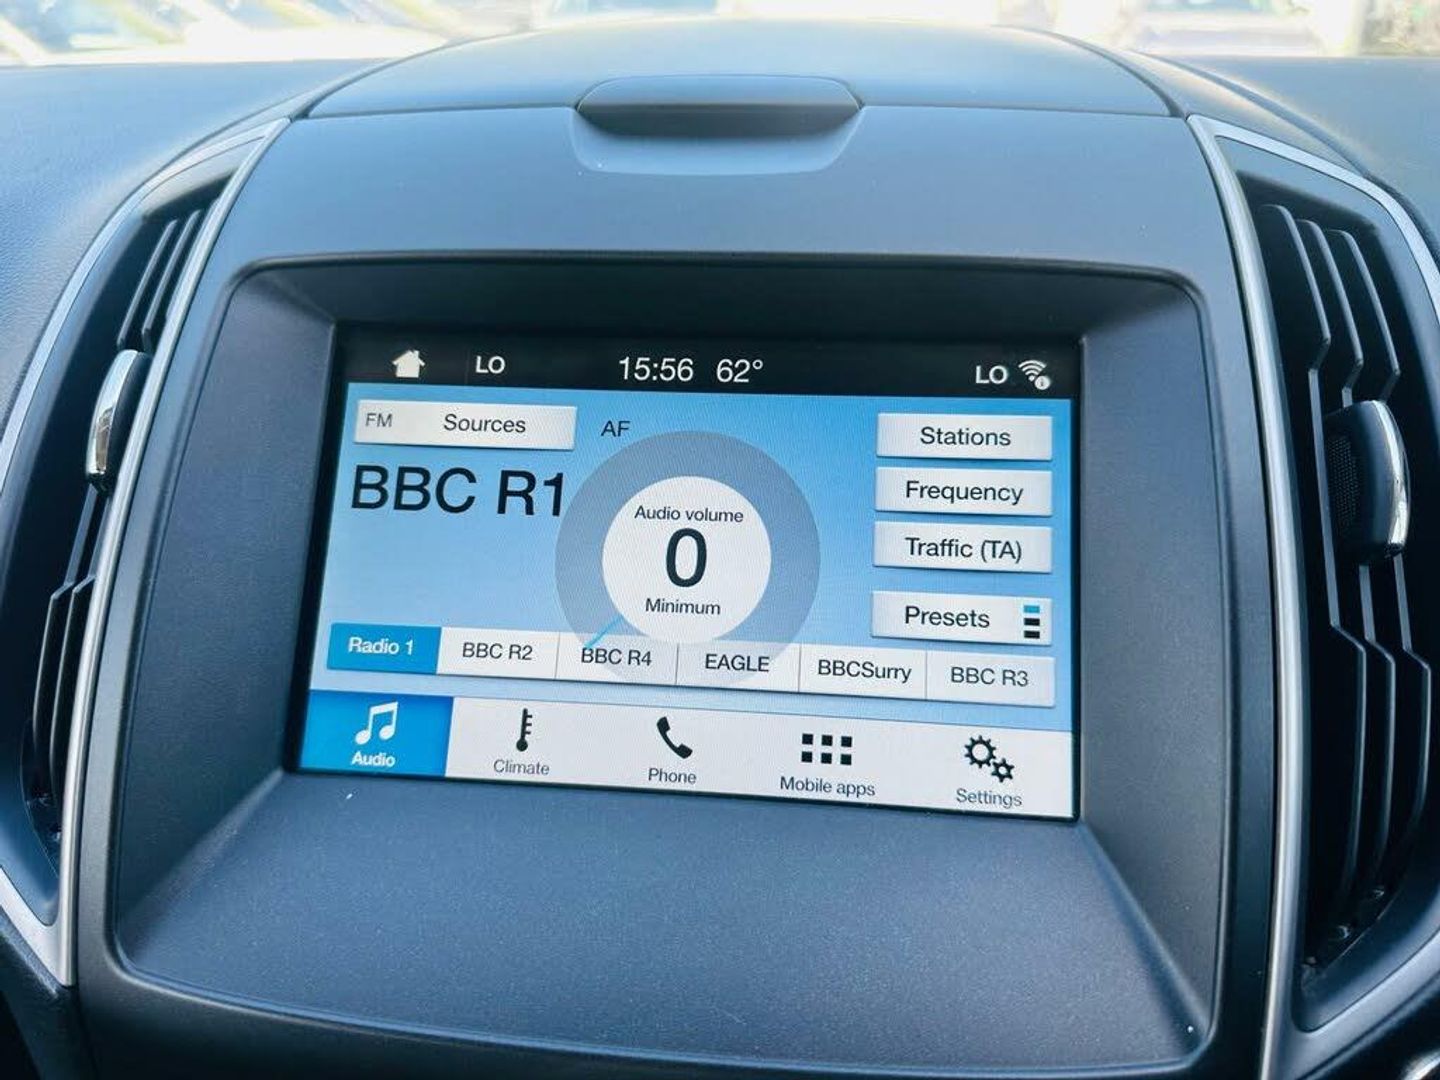 LO 15:56 62° LO
FM Sources AF Stations
BBC R1
Frequency
Audio volume
0
Minimum
Traffic (TA)
Presets
Radio 1 BBC R2 BBC R4 EAGLE BBCSurry BBC R3
Audio Climate Phone Mobile apps Settings